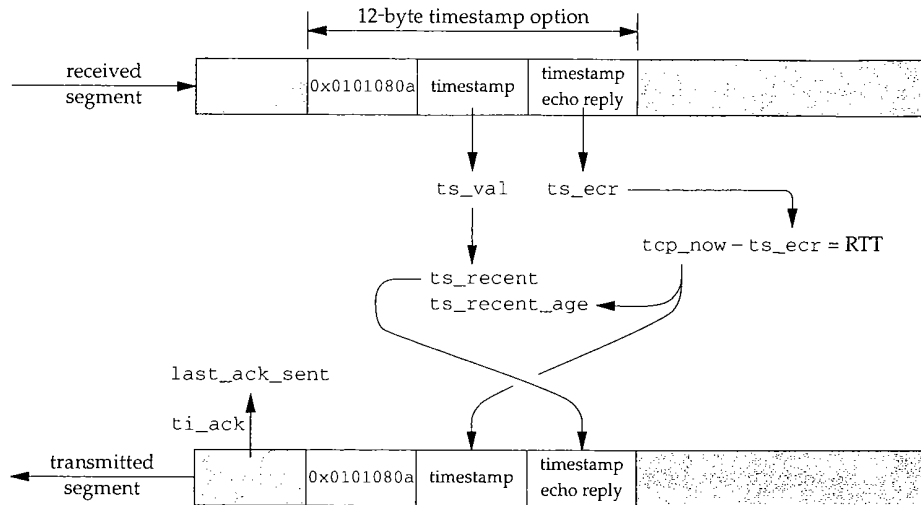 12-byte timestamp option
received
segment
0x0101080a
timestamp
timestamp
echo reply
ts_val
ts_ecr
tcp_now – ts_ecr = RTT
ts_recent
ts_recent_age
last_ack_sent
ti_ack
transmitted
segment
0x0101080a
timestamp
timestamp
echo reply